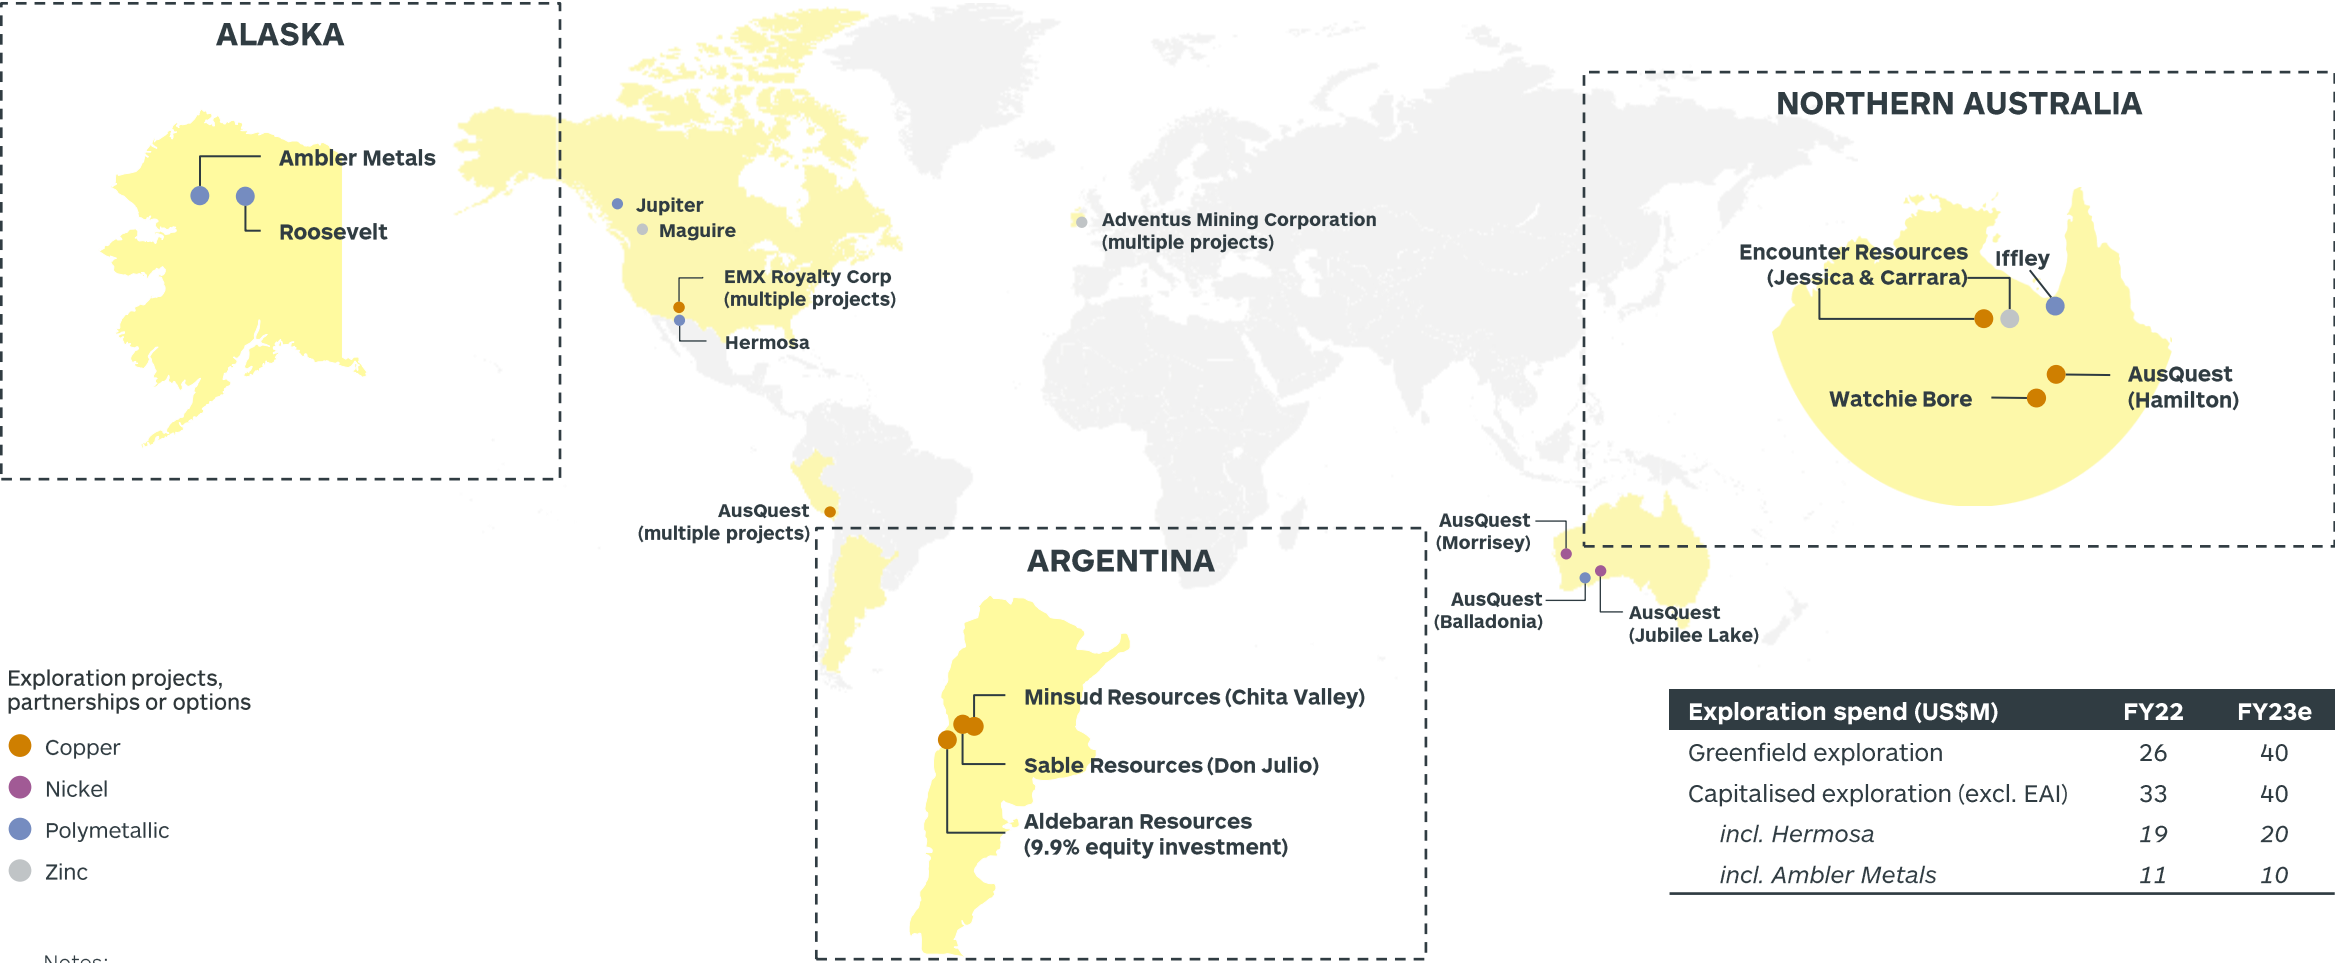 ALASKA
Ambler Metals
Roosevelt
Jupiter
Maguire
EMX Royalty Corp
(multiple projects)
Hermosa
Adventus Mining Corporation
(multiple projects)
NORTHERN AUSTRALIA
Encounter Resources
(Jessica & Carrara)
Iffley
AusQuest
(Hamilton)
Watchie Bore
AusQuest
(multiple projects)
AusQuest
(Morrisey)
AusQuest
(Balladonia)
AusQuest
(Jubilee Lake)
ARGENTINA
Minsud Resources (Chita Valley)
Sable Resources (Don Julio)
Aldebaran Resources
(9.9% equity investment)
Exploration projects,
partnerships or options
Copper
Nickel
Polymetallic
Zinc
Exploration spend (US$M) FY22 FY23e
Greenfield exploration 26 40
Capitalised exploration (excl. EAI) 33 40
incl. Hermosa 19 20
incl. Ambler Metals 11 10
Notes: